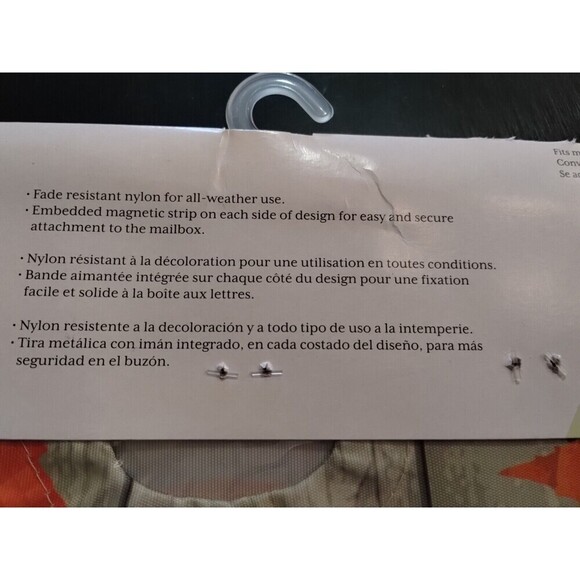 • Fade resistant nylon for all-weather use.
• Embedded magnetic strip on each side of design for easy and secure
attachment to the mailbox.
• Nylon résistant à la décoloration pour une utilisation en toutes conditions.
• Bande aimantée intégrée sur chaque côté du design pour une fixation
facile et solide à la boîte aux lettres.
• Nylon resistente a la decoloración y a todo tipo de uso a la intemperie.
• Tira metálica con imán integrado, en cada costado del diseño, para más
seguridad en el buzón.
Fits
Se